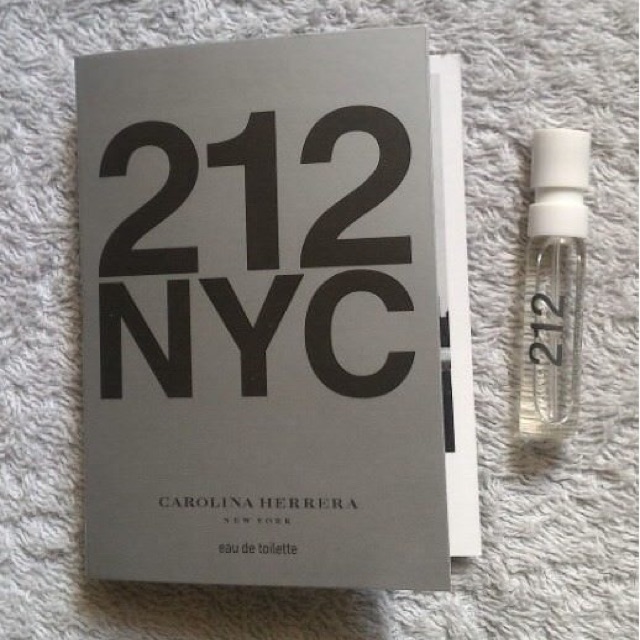 212
NYC
CAROLINA HERRERA
NEW YORK
eau de toilette
212